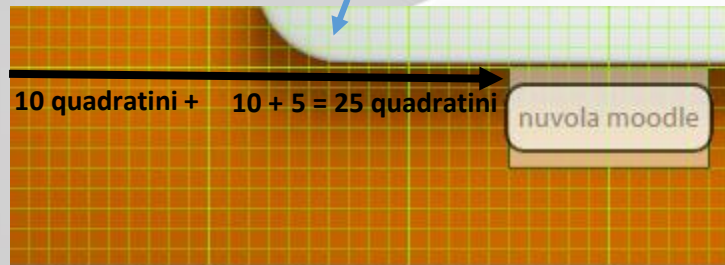 10 quadratini + 10 + 5 = 25 quadratini
nuvola moodle